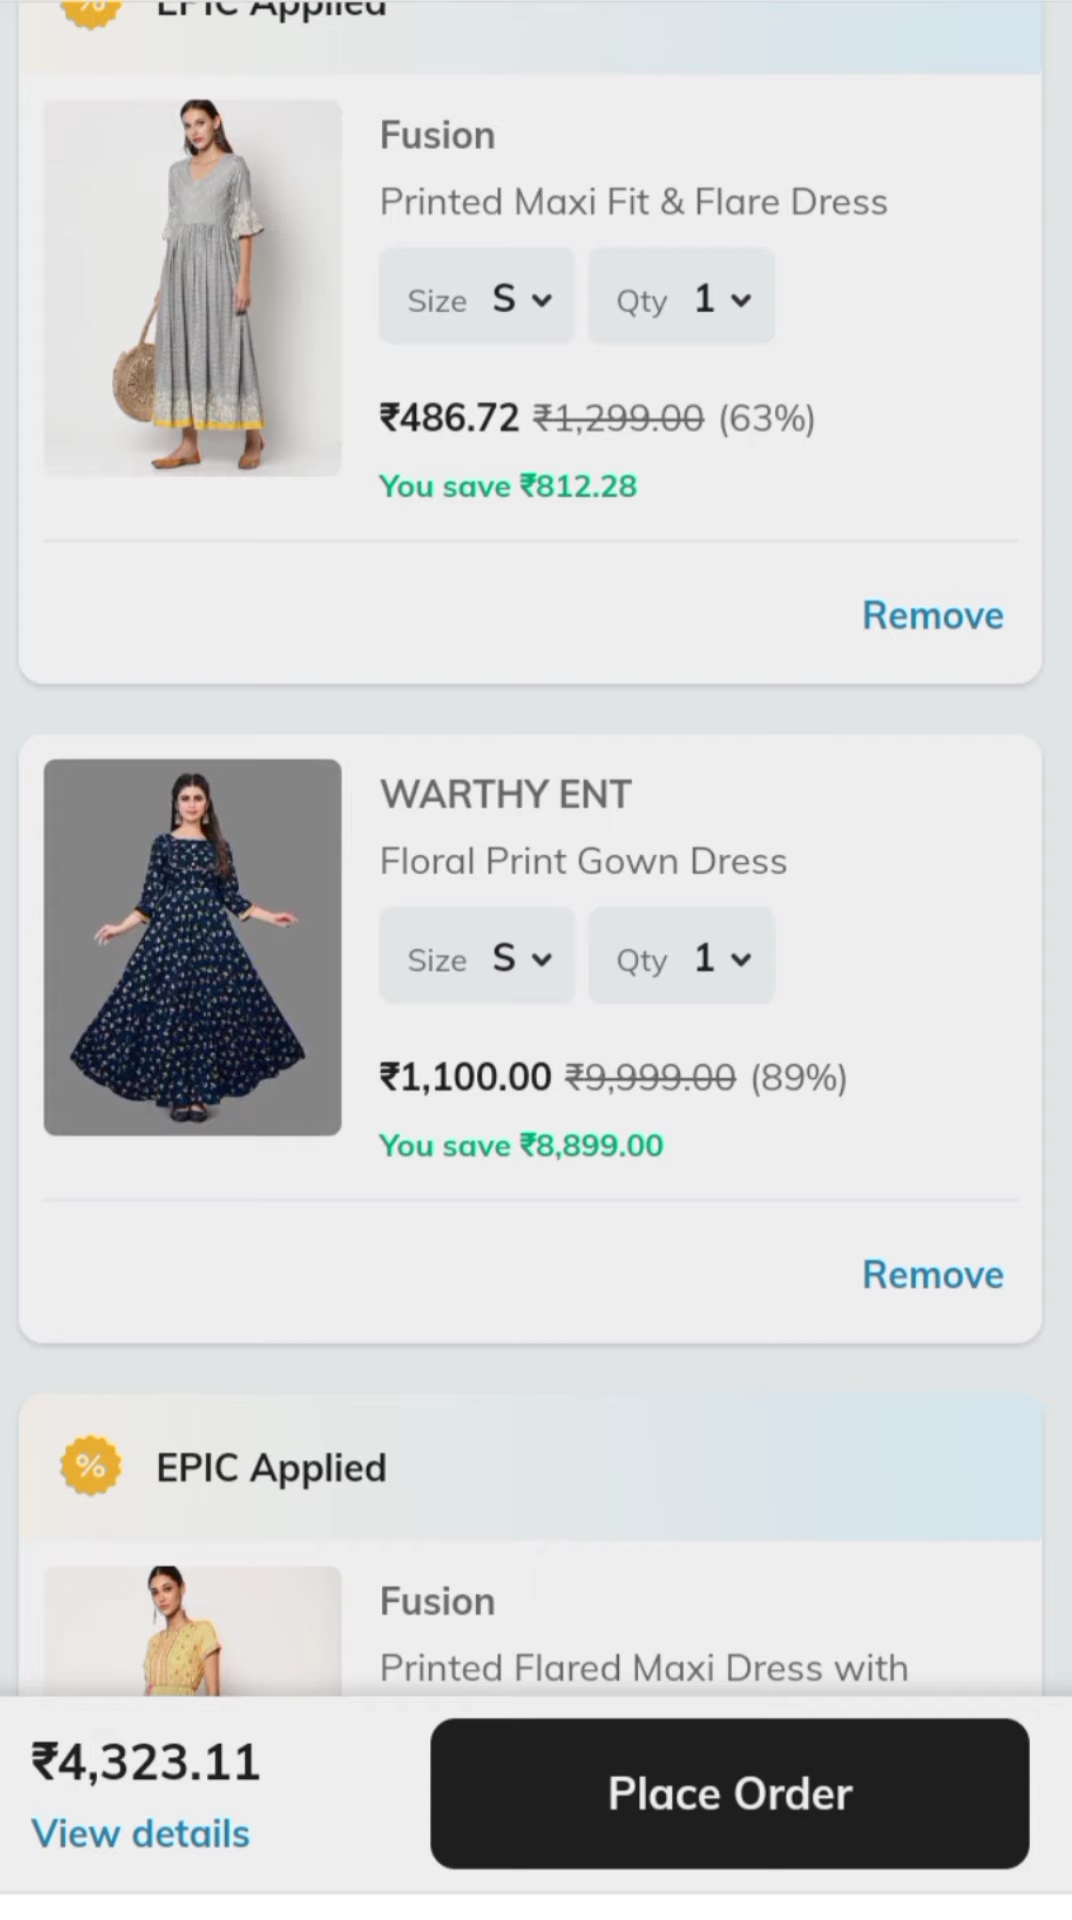 EPIC Applied
Fusion
Printed Maxi Fit & Flare Dress
Size S Qty 1
₹486.72 ₹1,299.00 (63%)
You save ₹812.28
Remove
WARTHY ENT
Floral Print Gown Dress
Size S Qty 1
₹1,100.00 ₹9,999.00 (89%)
You save ₹8,899.00
Remove
% EPIC Applied
Fusion
Printed Flared Maxi Dress with
₹4,323.11
View details
Place Order